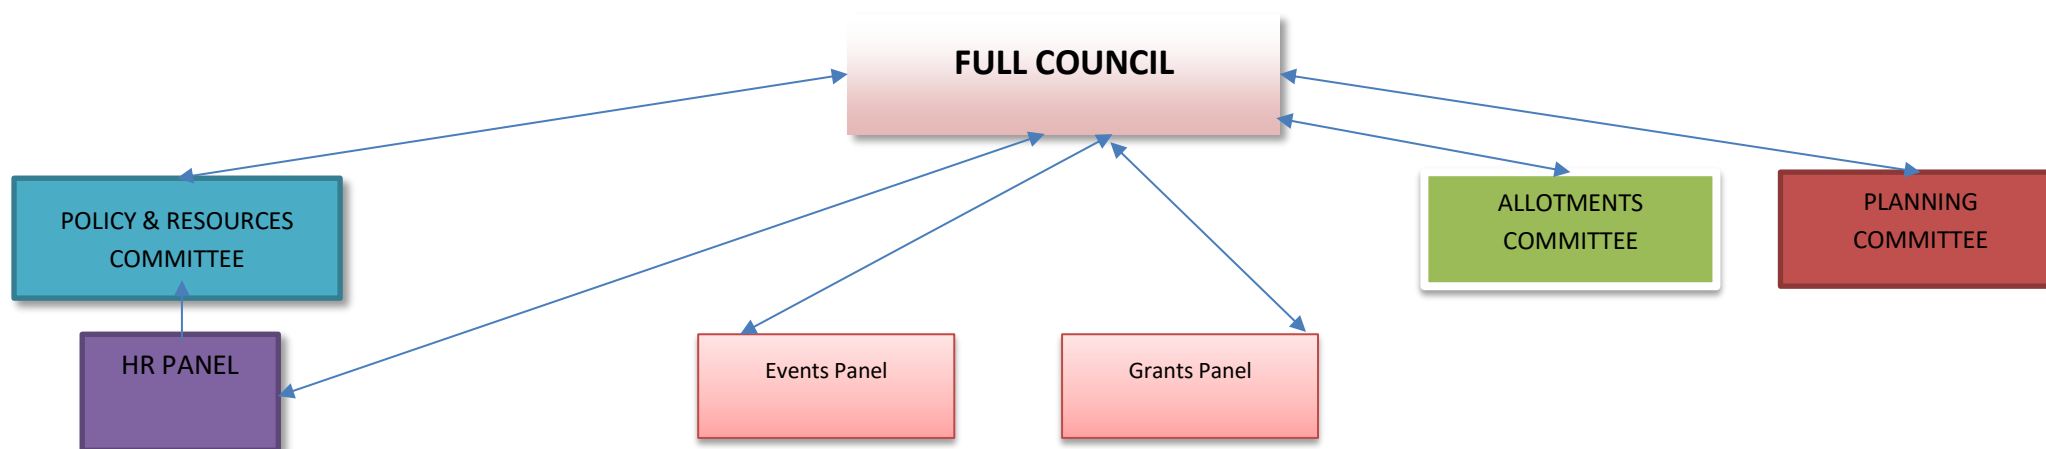 FULL COUNCIL
POLICY & RESOURCES
COMMITTEE
ALLOTMENTS
COMMITTEE
PLANNING
COMMITTEE
HR PANEL
Events Panel
Grants Panel